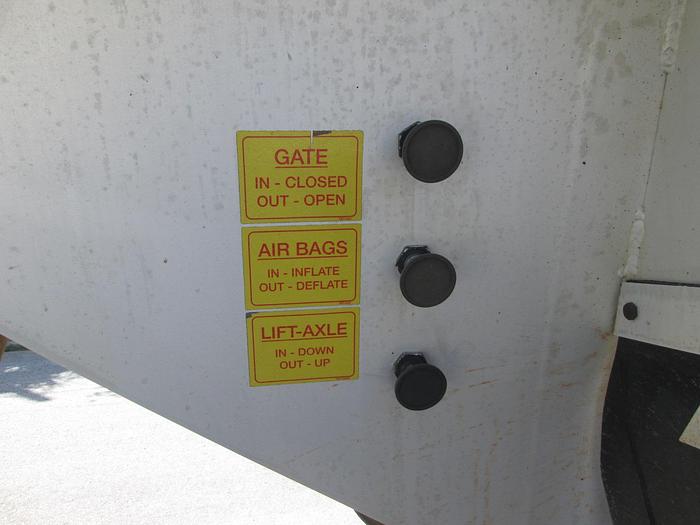 GATE
IN - CLOSED
OUT - OPEN
AIR BAGS
IN - INFLATE
OUT - DEFLATE
LIFT-AXLE
IN - DOWN
OUT - UP